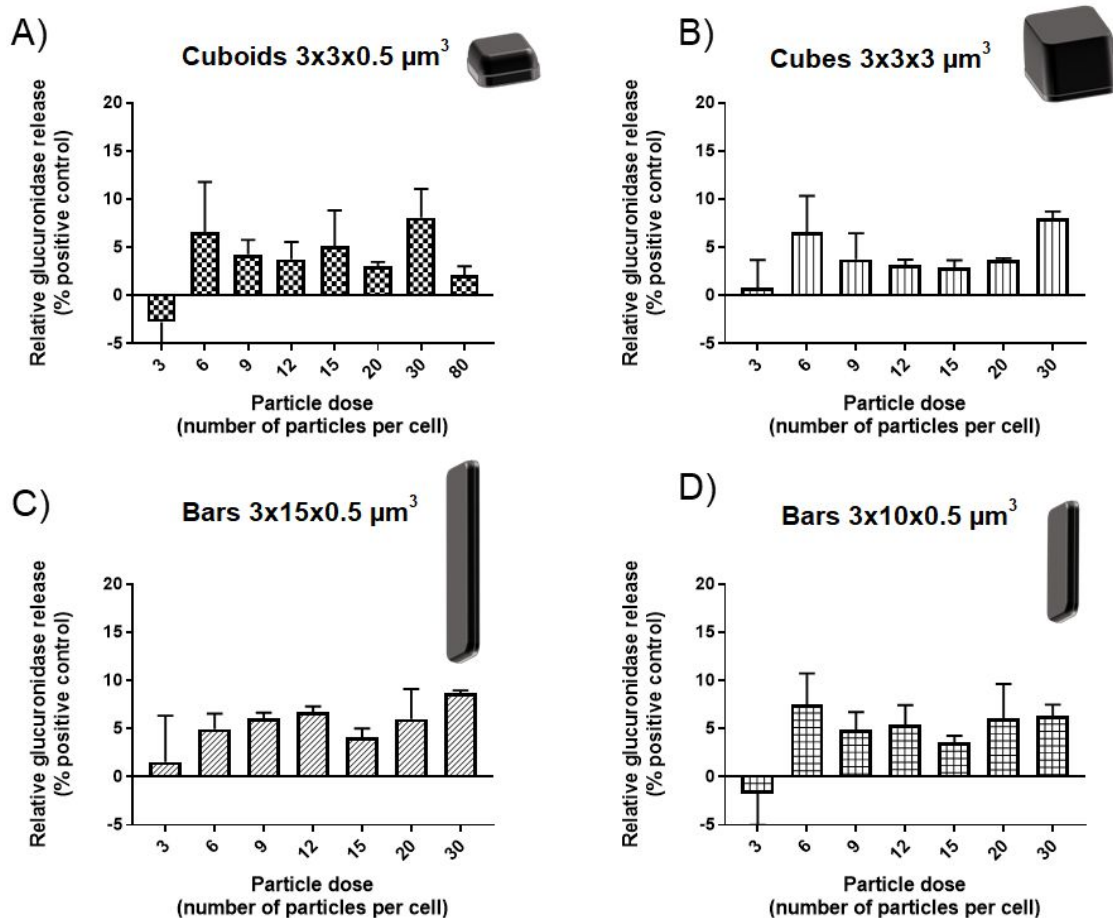 A)
Cuboids 3x3x0.5 µm³
Relative glucuronidase release
(% positive control)
20
15
10
5
0
-5
3 6 9 12 15 20 30 80
Particle dose
(number of particles per cell)
B)
Cubes 3x3x3 µm³
Relative glucuronidase release
(% positive control)
20
15
10
5
0
-5
3 6 9 12 15 20 30
Particle dose
(number of particles per cell)
C)
Bars 3x15x0.5 µm³
Relative glucuronidase release
(% positive control)
20
15
10
5
0
-5
3 6 9 12 15 20 30
Particle dose
(number of particles per cell)
D)
Bars 3x10x0.5 µm³
Relative glucuronidase release
(% positive control)
20
15
10
5
0
-5
3 6 9 12 15 20 30
Particle dose
(number of particles per cell)